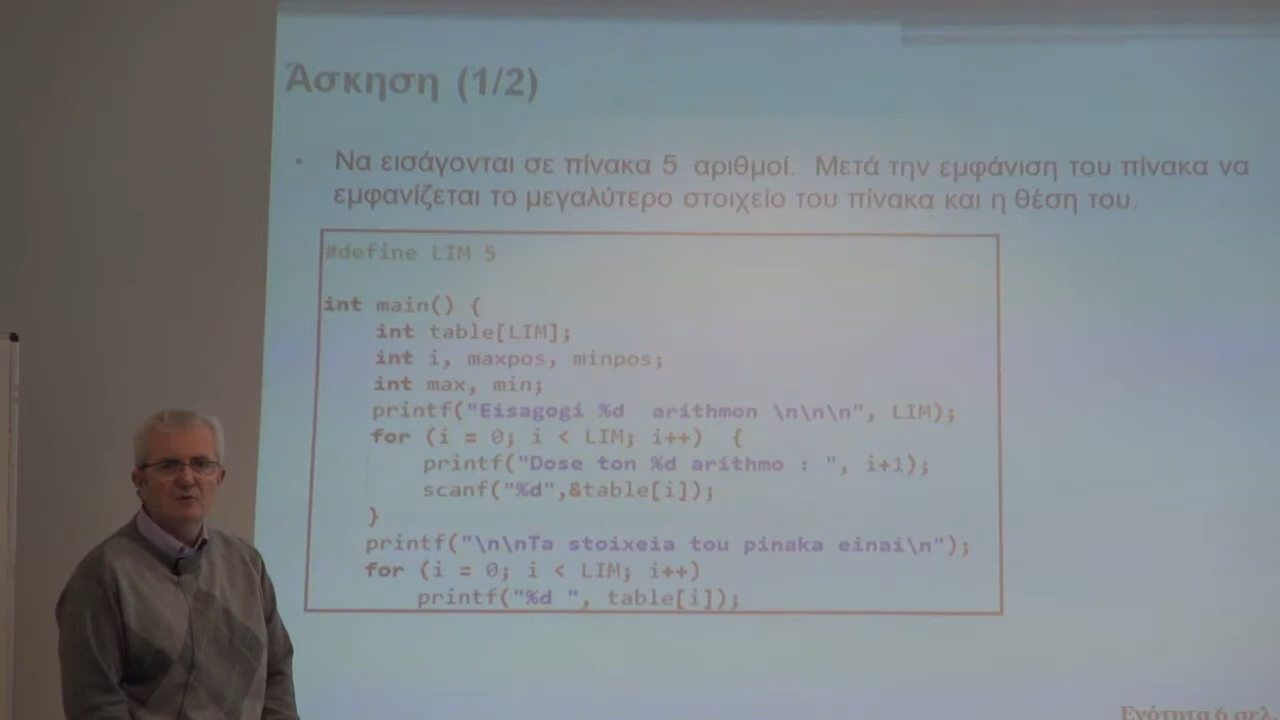 Άσκηση (1/2)
• Να εισάγονται σε πίνακα 5 αριθμοί. Μετά την εμφάνιση του πίνακα να
εμφανίζεται το μεγαλύτερο στοιχείο του πίνακα και η θέση του.
#define LIM 5
int main() {
int table[LIM];
int i, maxpos, minpos;
int max, min;
printf("Eisagogi %d arithmon \n\n\n", LIM);
for (i = 0; i < LIM; i++) {
printf("Dose ton %d arithmo : ", i+1);
scanf("%d",&table[i]);
}
printf("\n\nTa stoixeia tou pinaka einai\n");
for (i = 0; i < LIM; i++)
printf("%d ", table[i]);
Ενότητα 6 σελ